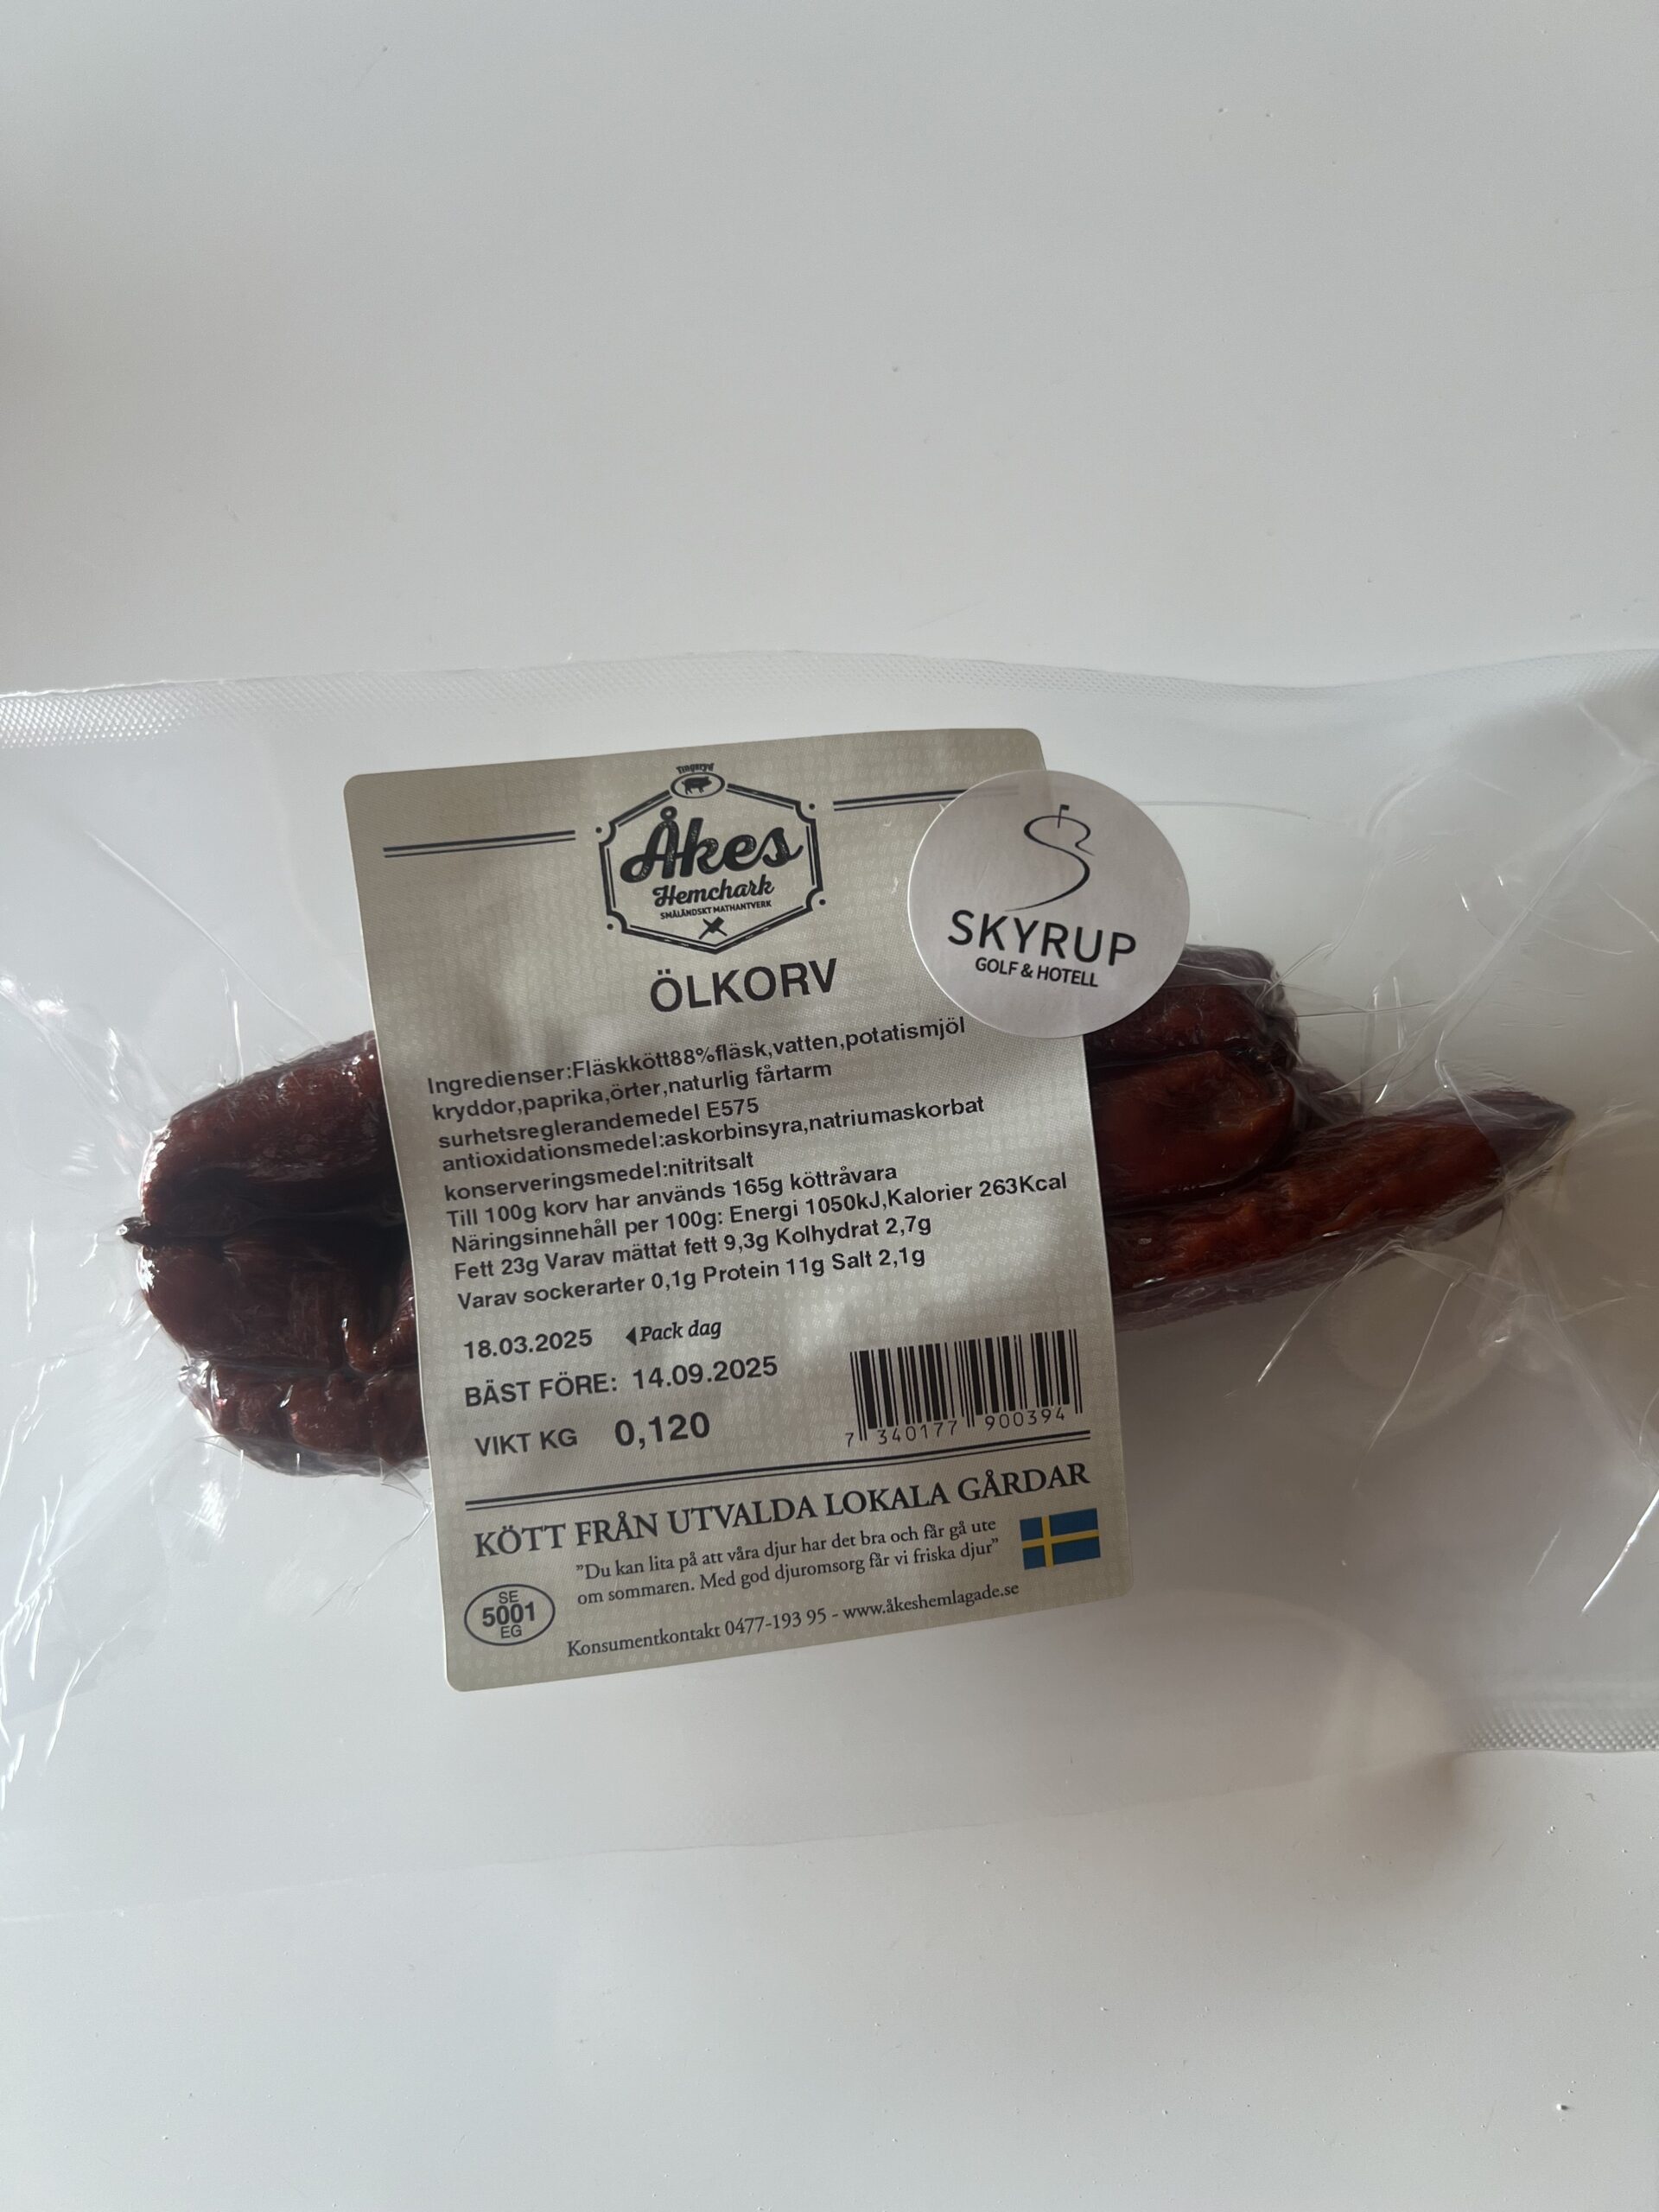 Tingsryd
Åkes
Hemchark
SMÅLÄNDSKT MATHANTVERK
SKYRUP
GOLF & HOTELL
ÖLKORV
Ingredienser:Fläskkött88%fläsk,vatten,potatismjöl
kryddor,paprika,örter,naturlig fårtarm
surhetsreglerandemedel E575
antioxidationsmedel:askorbinsyra,natriumaskorbat
konserveringsmedel:nitritsalt
Till 100g korv har används 165g köttråvara
Näringsinnehåll per 100g: Energi 1050kJ,Kalorier 263Kcal
Fett 23g Varav mättat fett 9,3g Kolhydrat 2,7g
Varav sockerarter 0,1g Protein 11g Salt 2,1g
18.03.2025 Pack dag
BÄST FÖRE: 14.09.2025
VIKT KG 0,120
7 340177 900394
KÖTT FRÅN UTVALDA LOKALA GÅRDAR
”Du kan lita på att våra djur har det bra och får gå ute
om sommaren. Med god djuromsorg får vi friska djur”
SE
5001
EG
Konsumentkontakt 0477-193 95 - www.åkeshemlagade.se